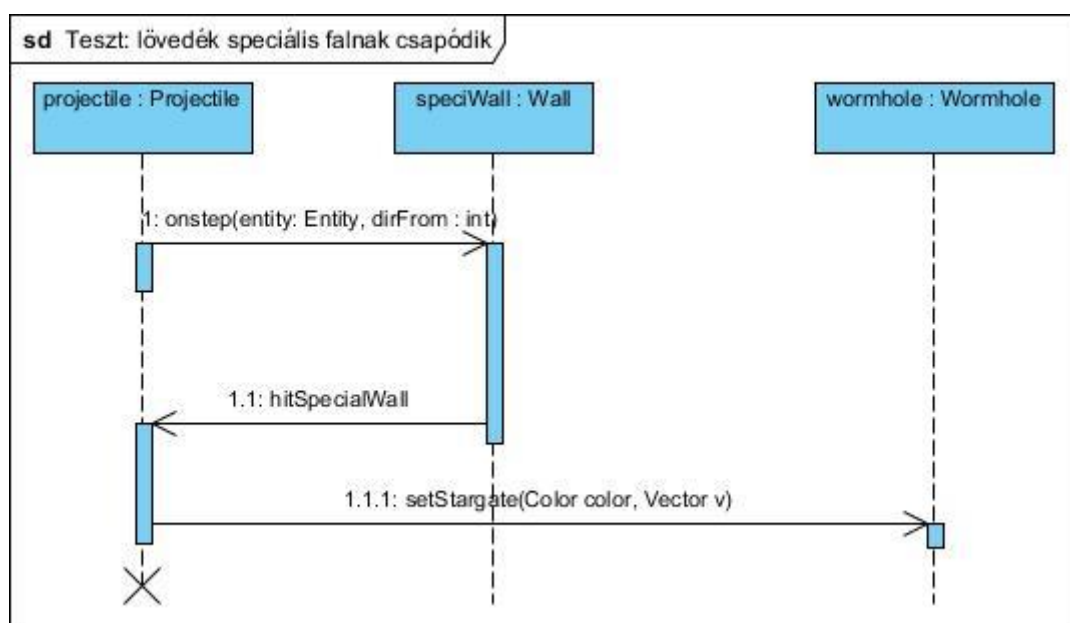 sd Teszt: lövedék speciális falnak csapódik
projectile : Projectile
speciWall : Wall
wormhole : Wormhole
1: onstep(entity: Entity, dirFrom : int)
1.1: hitSpecialWall
1.1.1: setStargate(Color color, Vector v)